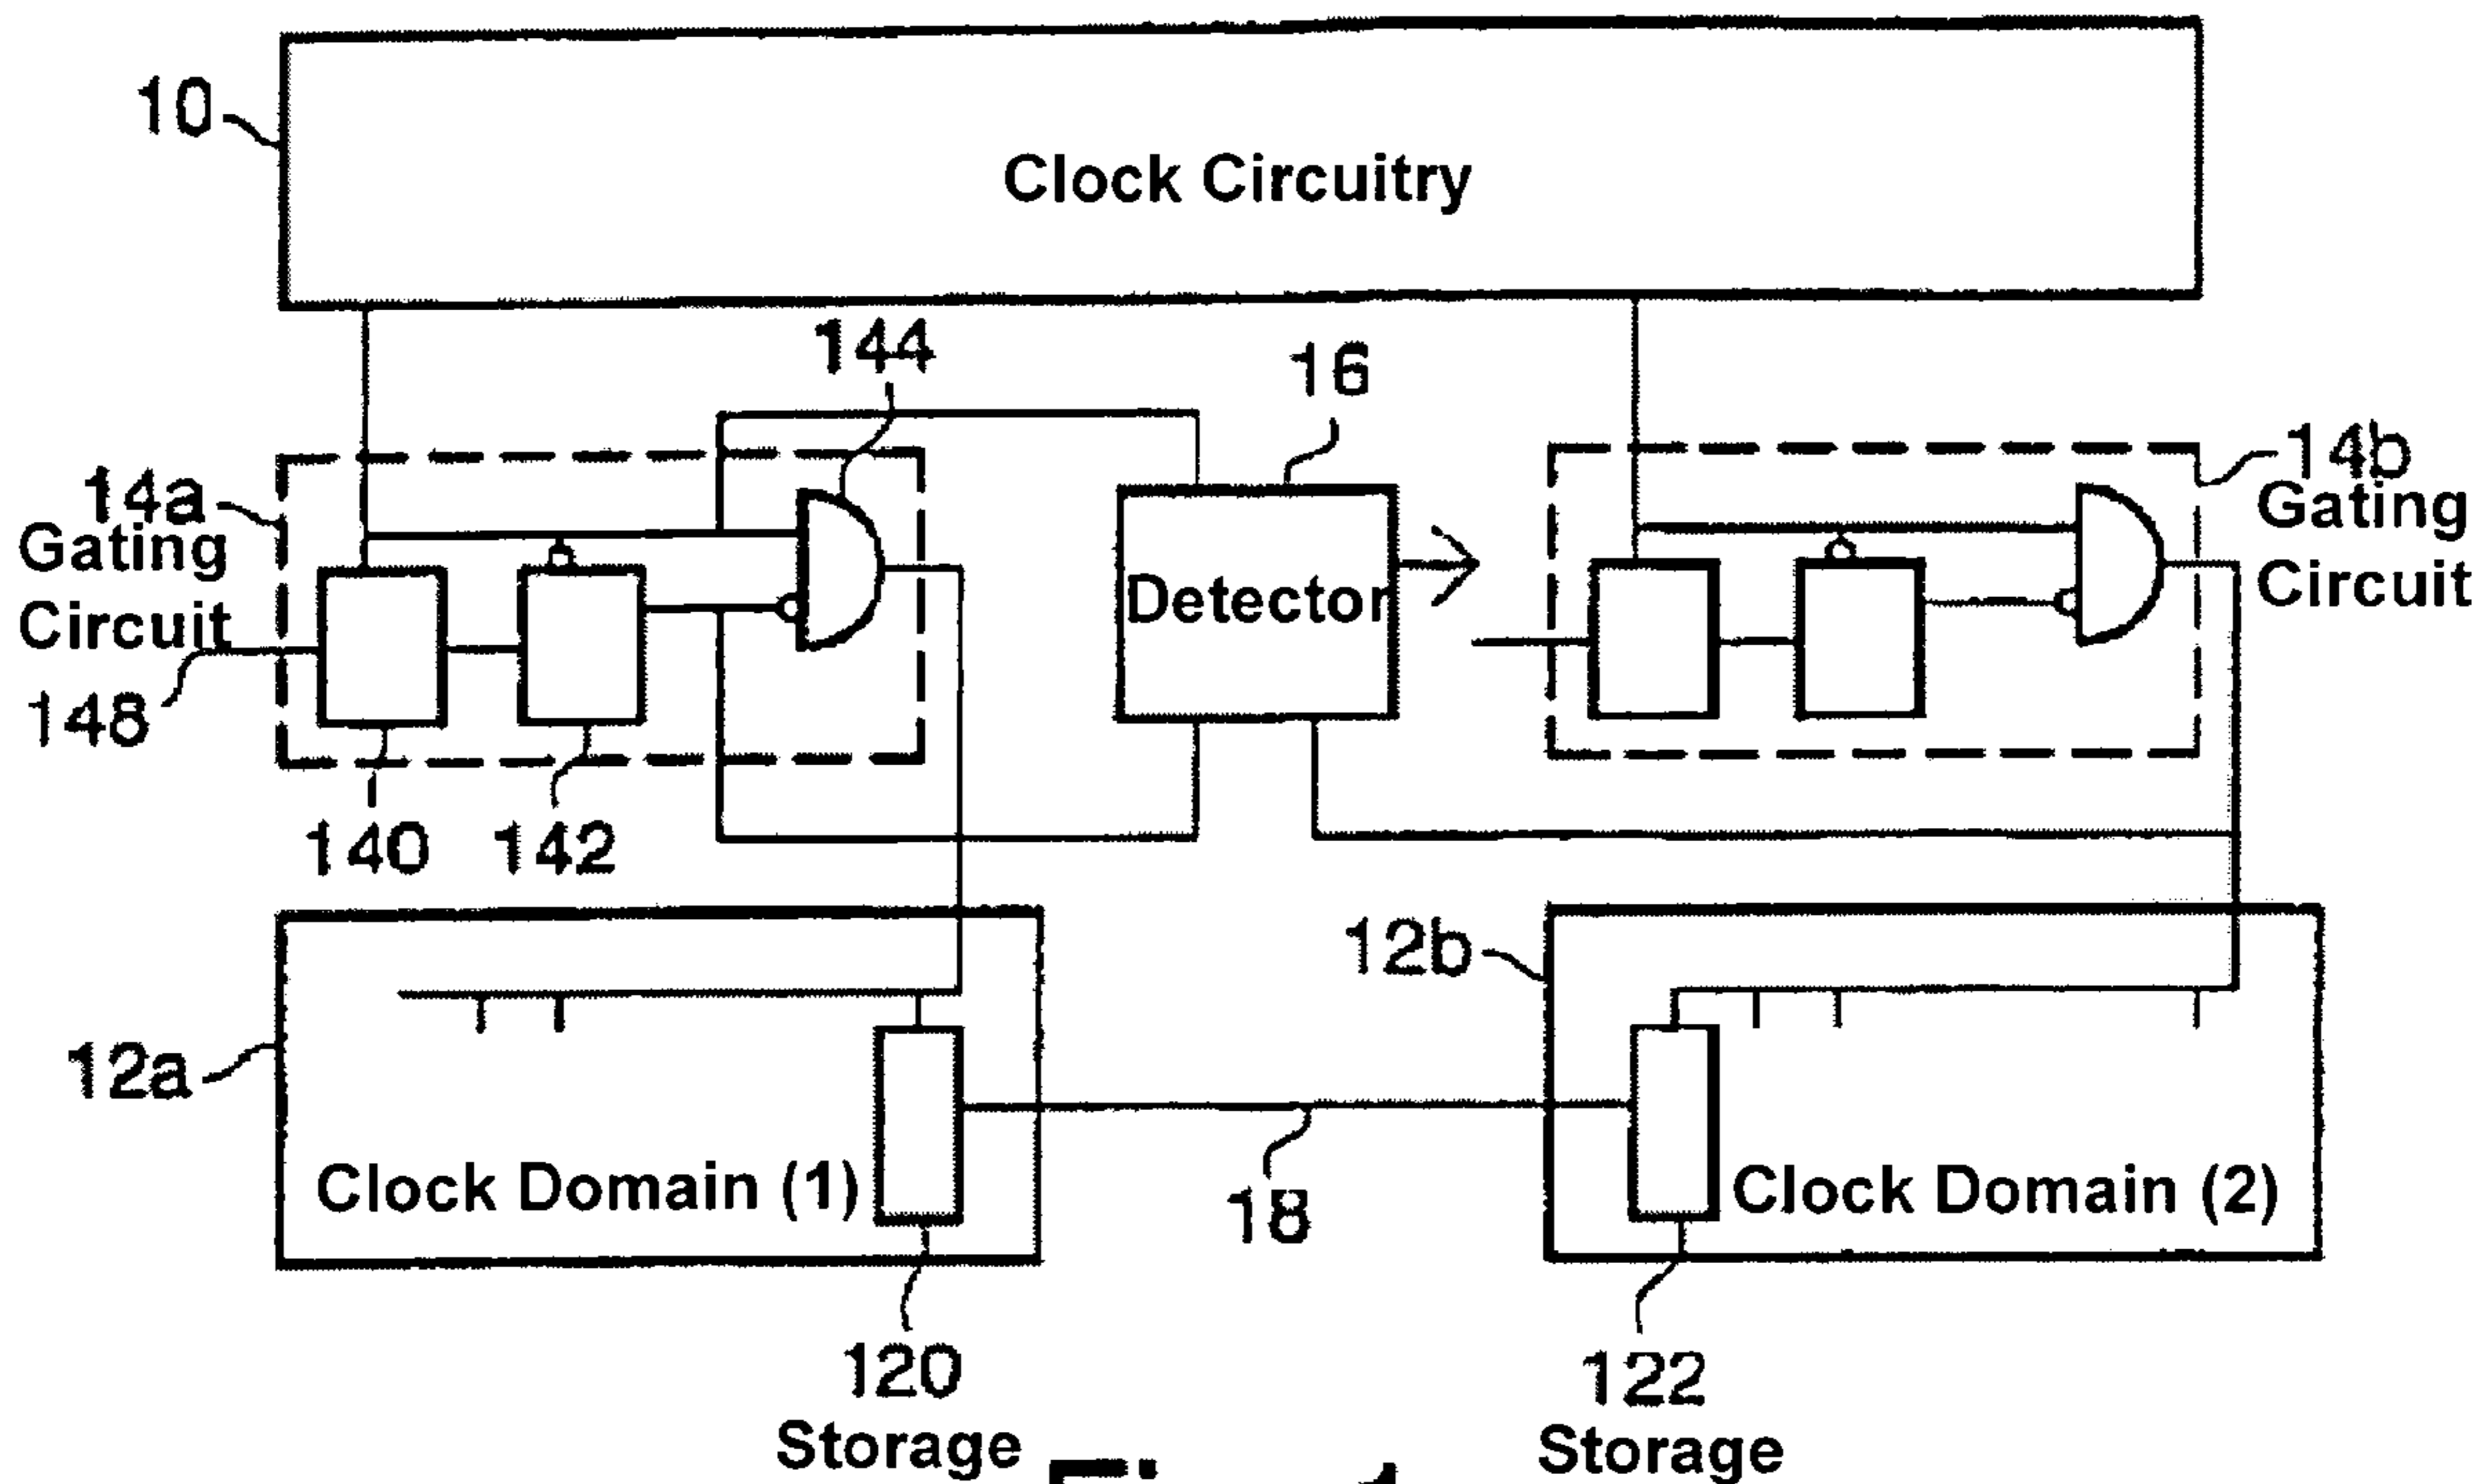 10
Clock Circuitry
144
16
14a
Gating
Circuit
148
14b
Gating
Circuit
Detector
140
142
12a
12b
Clock Domain (1)
18
Clock Domain (2)
120
Storage
122
Storage